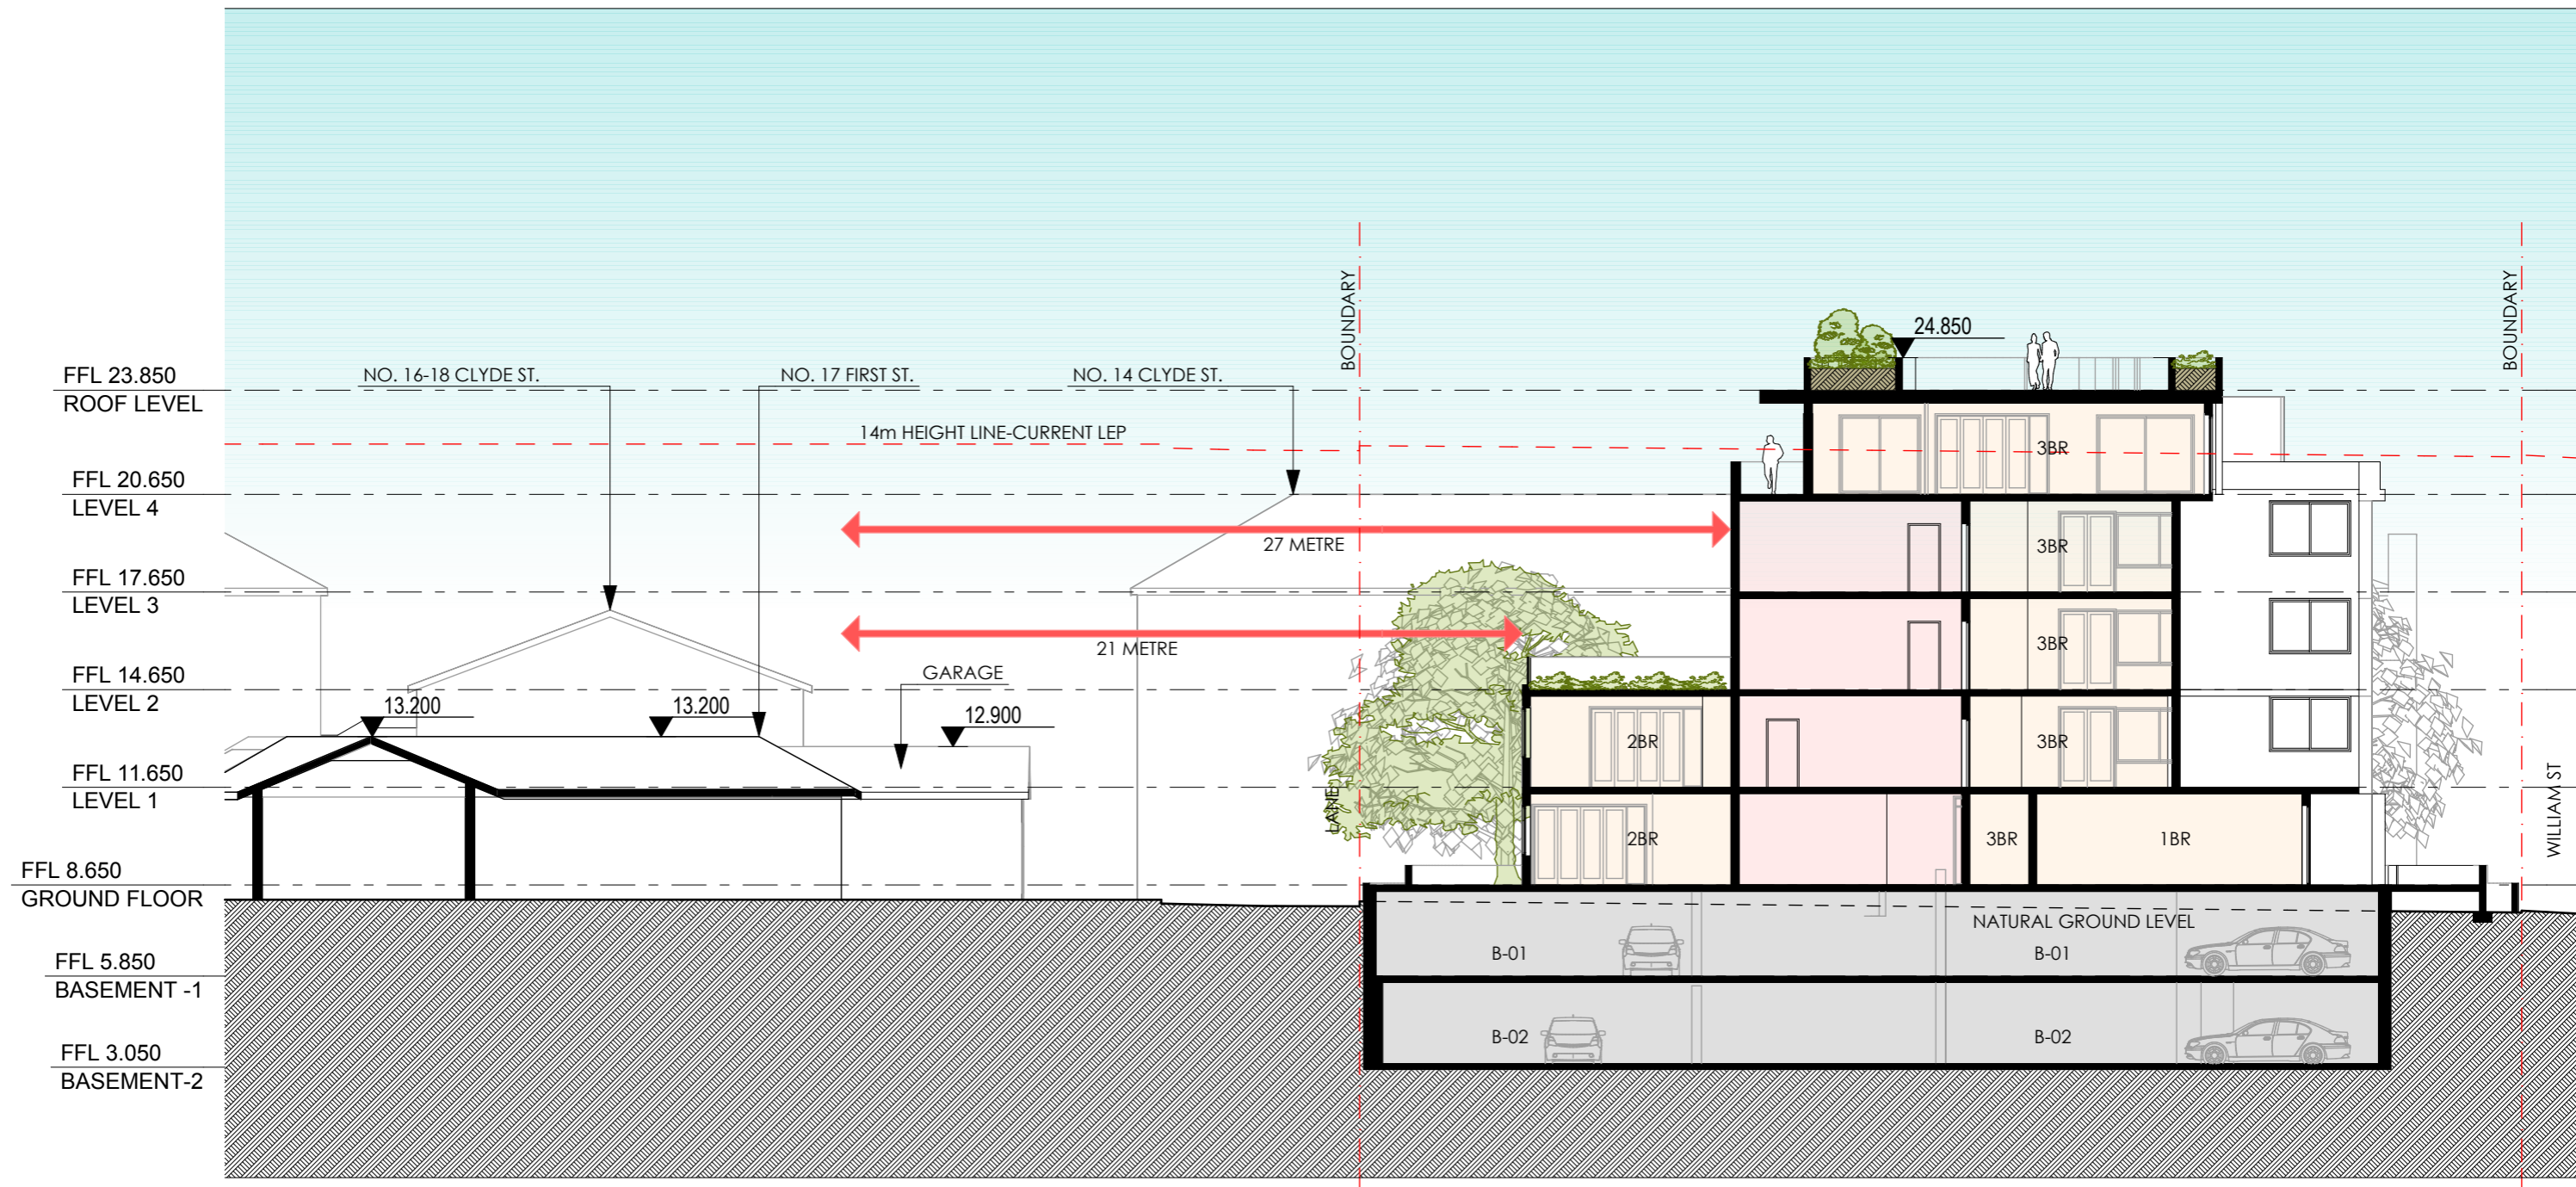 BOUNDARY
BOUNDARY
24.850
FFL 23.850
ROOF LEVEL
NO. 16-18 CLYDE ST.
NO. 17 FIRST ST.
NO. 14 CLYDE ST.
14m HEIGHT LINE-CURRENT LEP
3BR
FFL 20.650
LEVEL 4
27 METRE
3BR
FFL 17.650
LEVEL 3
21 METRE
3BR
FFL 14.650
LEVEL 2
GARAGE
13.200
13.200
12.900
2BR
3BR
FFL 11.650
LEVEL 1
LANE
WILLIAM ST
2BR
3BR
1BR
FFL 8.650
GROUND FLOOR
NATURAL GROUND LEVEL
B-01
B-01
FFL 5.850
BASEMENT -1
B-02
B-02
FFL 3.050
BASEMENT-2